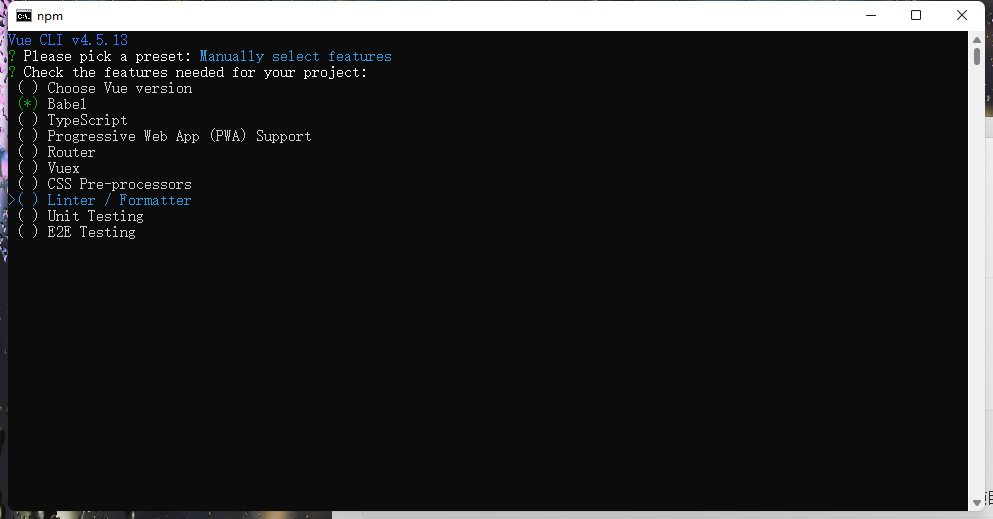 npm
Vue CLI v4.5.13
? Please pick a preset: Manually select features
? Check the features needed for your project:
( ) Choose Vue version
(*) Babel
( ) TypeScript
( ) Progressive Web App (PWA) Support
( ) Router
( ) Vuex
( ) CSS Pre-processors
>( ) Linter / Formatter
( ) Unit Testing
( ) E2E Testing